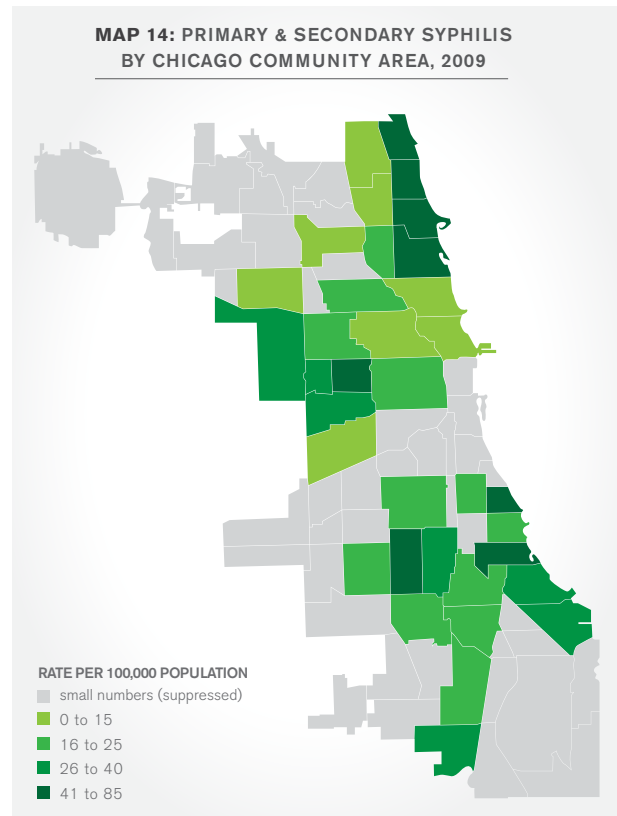 MAP 14: PRIMARY & SECONDARY SYPHILIS
BY CHICAGO COMMUNITY AREA, 2009
RATE PER 100,000 POPULATION
small numbers (suppressed)
0 to 15
16 to 25
26 to 40
41 to 85